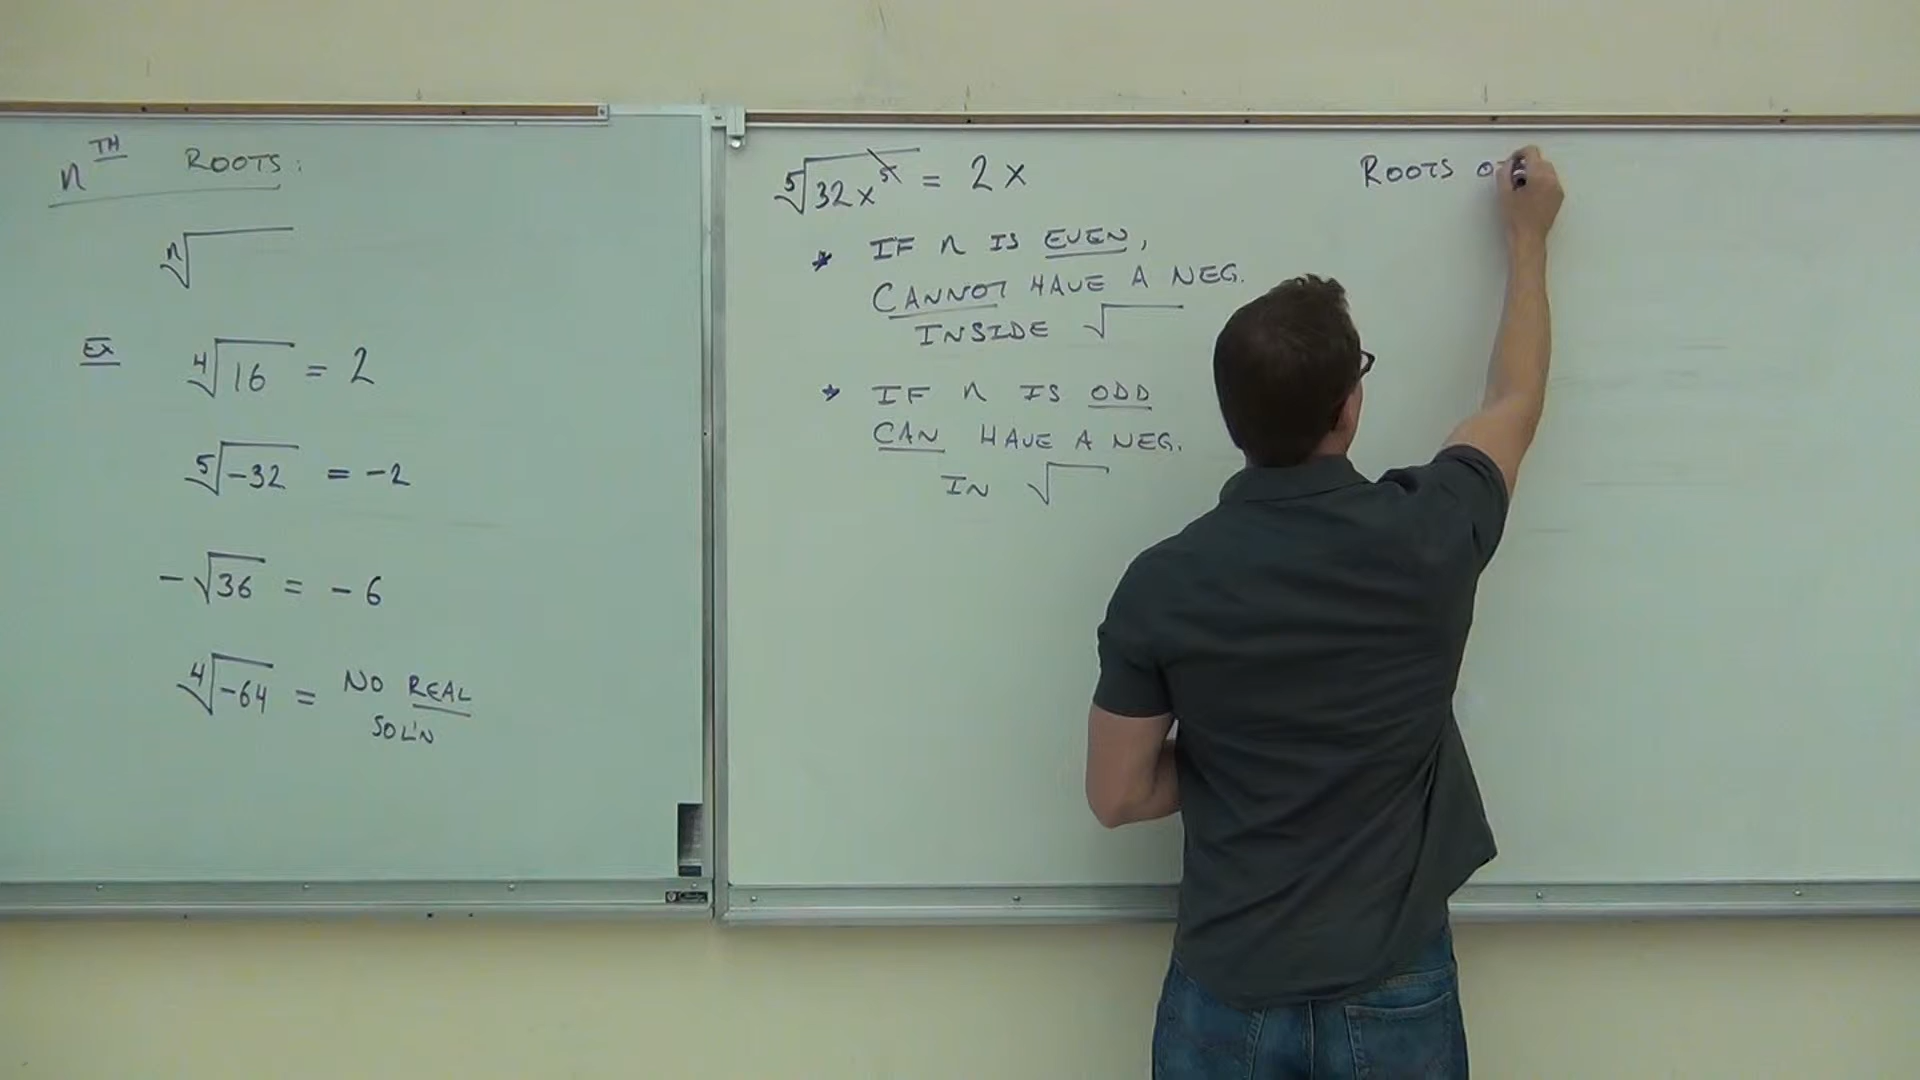 nTH ROOTS:
n√
Ex
4√16 = 2
5√-32 = -2
-√36 = -6
4√-64 = NO REAL
SOL'N
5√32x5 = 2x
* IF n IS EVEN,
CANNOT HAVE A NEG.
INSIDE √
* IF n IS ODD
CAN HAVE A NEG.
IN √
ROOTS